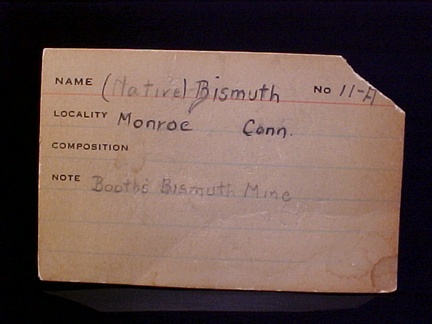 NAME (Native) Bismuth No 11-A
LOCALITY Monroe Conn.
COMPOSITION
NOTE Booth's Bismuth Mine